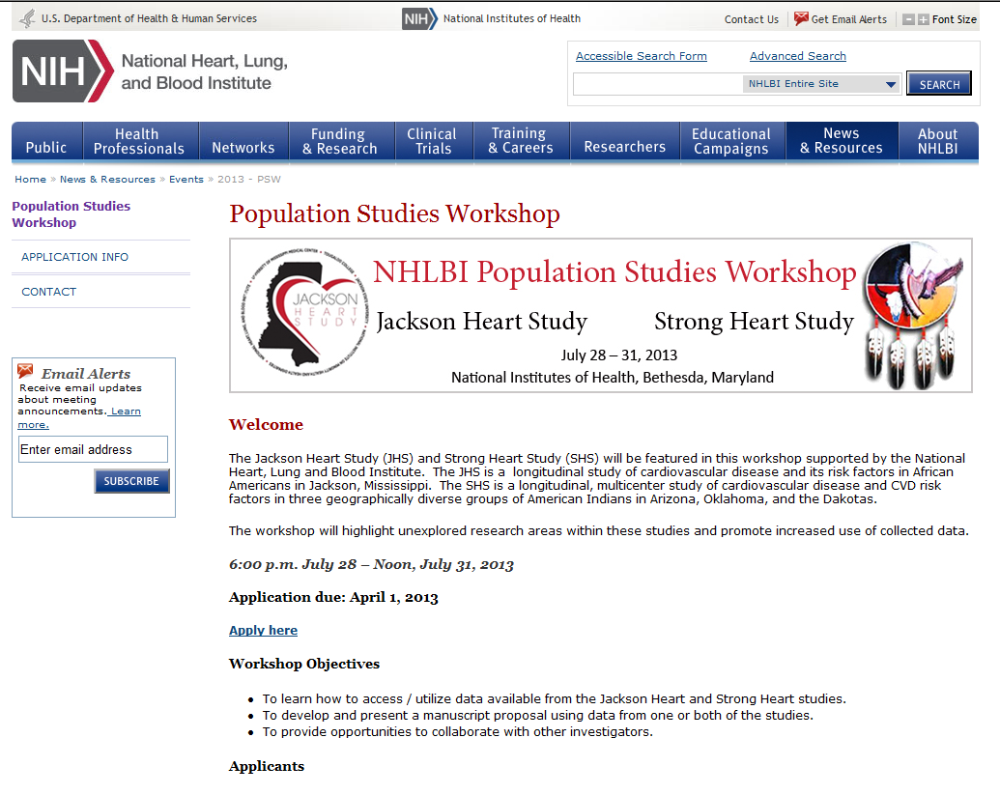 U.S. Department of Health & Human Services
NIH National Institutes of Health
Contact Us
Get Email Alerts
Font Size
NIH National Heart, Lung,
and Blood Institute
Accessible Search Form Advanced Search
NHLBI Entire Site
SEARCH
Public
Health
Professionals
Networks
Funding
& Research
Clinical
Trials
Training
& Careers
Researchers
Educational
Campaigns
News
& Resources
About
NHLBI
Home » News & Resources » Events » 2013 - PSW
Population Studies
Workshop
APPLICATION INFO
CONTACT
Email Alerts
Receive email updates
about meeting
announcements. Learn
more.
Enter email address
SUBSCRIBE
Population Studies Workshop
JACKSON
HEART
STUDY
NHLBI Population Studies Workshop
Jackson Heart Study Strong Heart Study
July 28 – 31, 2013
National Institutes of Health, Bethesda, Maryland
Welcome
The Jackson Heart Study (JHS) and Strong Heart Study (SHS) will be featured in this workshop supported by the National
Heart, Lung and Blood Institute. The JHS is a longitudinal study of cardiovascular disease and its risk factors in African
Americans in Jackson, Mississippi. The SHS is a longitudinal, multicenter study of cardiovascular disease and CVD risk
factors in three geographically diverse groups of American Indians in Arizona, Oklahoma, and the Dakotas.
The workshop will highlight unexplored research areas within these studies and promote increased use of collected data.
6:00 p.m. July 28 – Noon, July 31, 2013
Application due: April 1, 2013
Apply here
Workshop Objectives
• To learn how to access / utilize data available from the Jackson Heart and Strong Heart studies.
• To develop and present a manuscript proposal using data from one or both of the studies.
• To provide opportunities to collaborate with other investigators.
Applicants